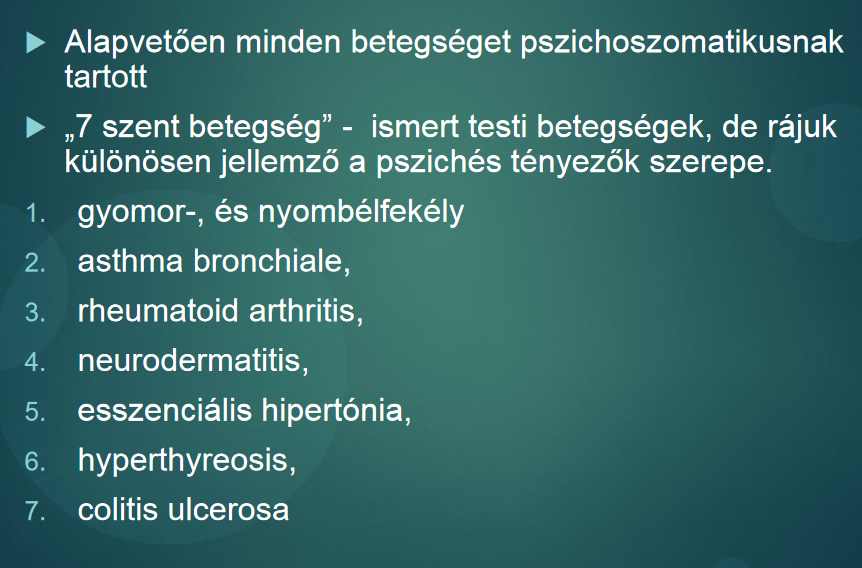 ▶ Alapvetően minden betegséget pszichoszomatikusnak
tartott
▶ „7 szent betegség” - ismert testi betegségek, de rájuk
különösen jellemző a pszichés tényezők szerepe.
1. gyomor-, és nyombélfekély
2. asthma bronchiale,
3. rheumatoid arthritis,
4. neurodermatitis,
5. esszenciális hipertónia,
6. hyperthyreosis,
7. colitis ulcerosa